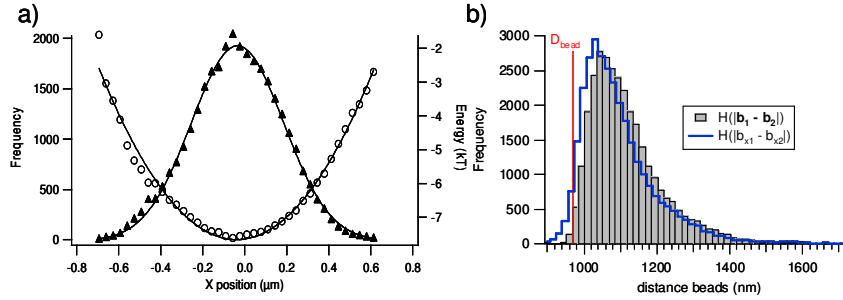 a)
2000
1500
1000
500
0
Frequency
-2
-3
-4
-5
-6
-7
Energy (kT)
-0.8 -0.6 -0.4 -0.2 0.0 0.2 0.4 0.6 0.8
X position (µm)
b)
3000
2500
2000
1500
1000
500
0
Frequency
D_bead
H(|b₁ - b₂|)
H(|bₓ₁ - bₓ₂|)
1000 1200 1400 1600
distance beads (nm)